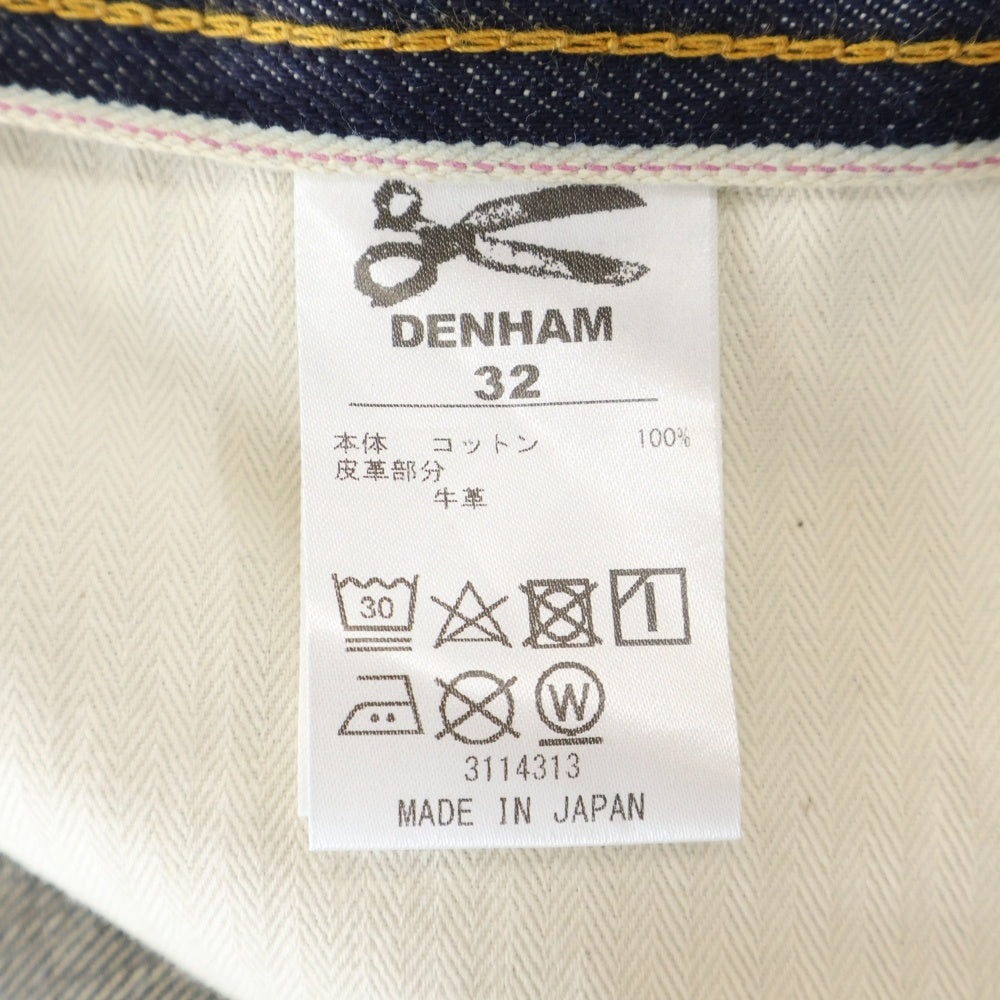 DENHAM
32
本体 コットン 100%
皮革部分
牛革
30
W
3114313
MADE IN JAPAN